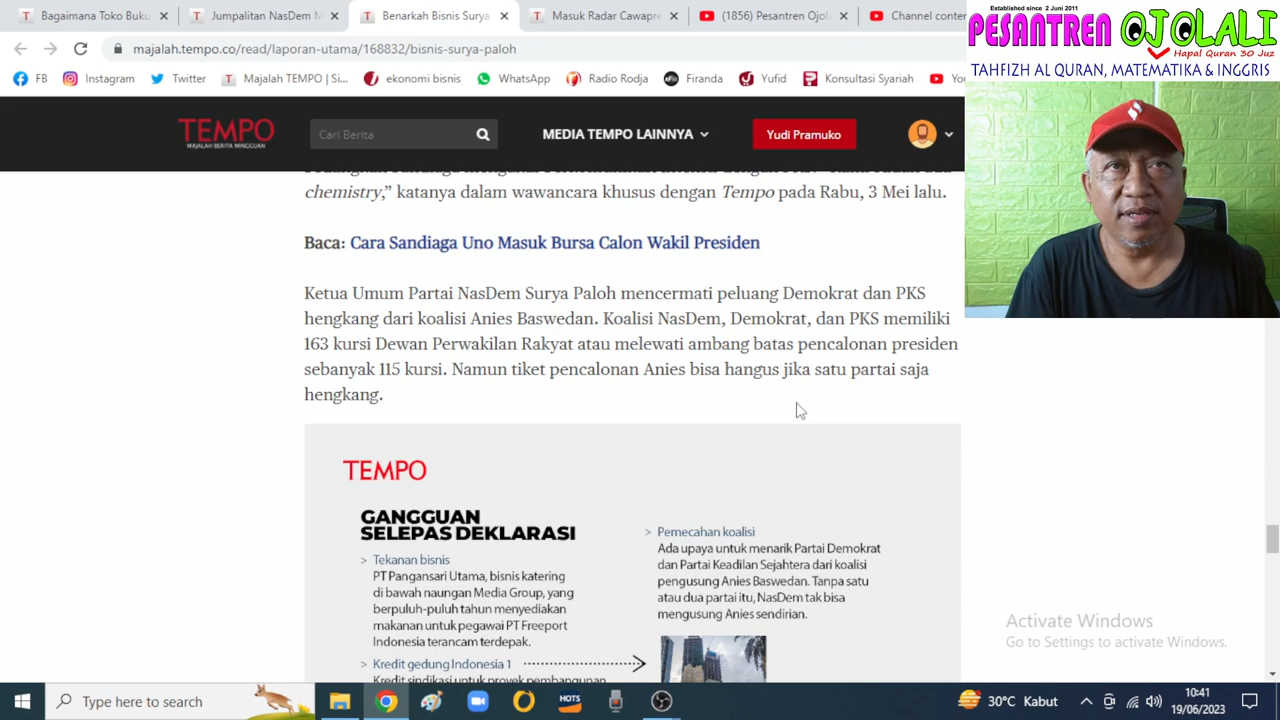 Bagaimana Toko Buku
Jumpalitan NasDem M
Benarkah Bisnis Surya
Masuk Radar Cawapre
(1856) Pesantren Ojol
Channel conten
majalah.tempo.co/read/laporan-utama/168832/bisnis-surya-paloh
FB
Instagram
Twitter
Majalah TEMPO | Si...
ekonomi bisnis
WhatsApp
Radio Rodja
Firanda
Yufid
Konsultasi Syariah
Established since 2 Juni 2011
PESANTREN OJOLALI
Hapal Quran 30 Juz
TAHFIZH AL QURAN, MATEMATIKA & INGGRIS
TEMPO
MAJALAH BERITA MINGGUAN
Cari Berita
MEDIA TEMPO LAINNYA
Yudi Pramuko
chemistry,” katanya dalam wawancara khusus dengan Tempo pada Rabu, 3 Mei lalu.
Baca: Cara Sandiaga Uno Masuk Bursa Calon Wakil Presiden
Ketua Umum Partai NasDem Surya Paloh mencermati peluang Demokrat dan PKS
hengkang dari koalisi Anies Baswedan. Koalisi NasDem, Demokrat, dan PKS memiliki
163 kursi Dewan Perwakilan Rakyat atau melewati ambang batas pencalonan presiden
sebanyak 115 kursi. Namun tiket pencalonan Anies bisa hangus jika satu partai saja
hengkang.
TEMPO
GANGGUAN
SELEPAS DEKLARASI
> Tekanan bisnis
PT Pangansari Utama, bisnis katering
di bawah naungan Media Group, yang
berpuluh-puluh tahun menyediakan
makanan untuk pegawai PT Freeport
Indonesia terancam terdepak.
> Kredit gedung Indonesia 1
Kredit sindikasi untuk proyek pembangunan
> Pemecahan koalisi
Ada upaya untuk menarik Partai Demokrat
dan Partai Keadilan Sejahtera dari koalisi
pengusung Anies Baswedan. Tanpa satu
atau dua partai itu, NasDem tak bisa
mengusung Anies sendirian.
Activate Windows
Go to Settings to activate Windows.
Type here to search
HOTS
30°C Kabut
10:41
19/06/2023